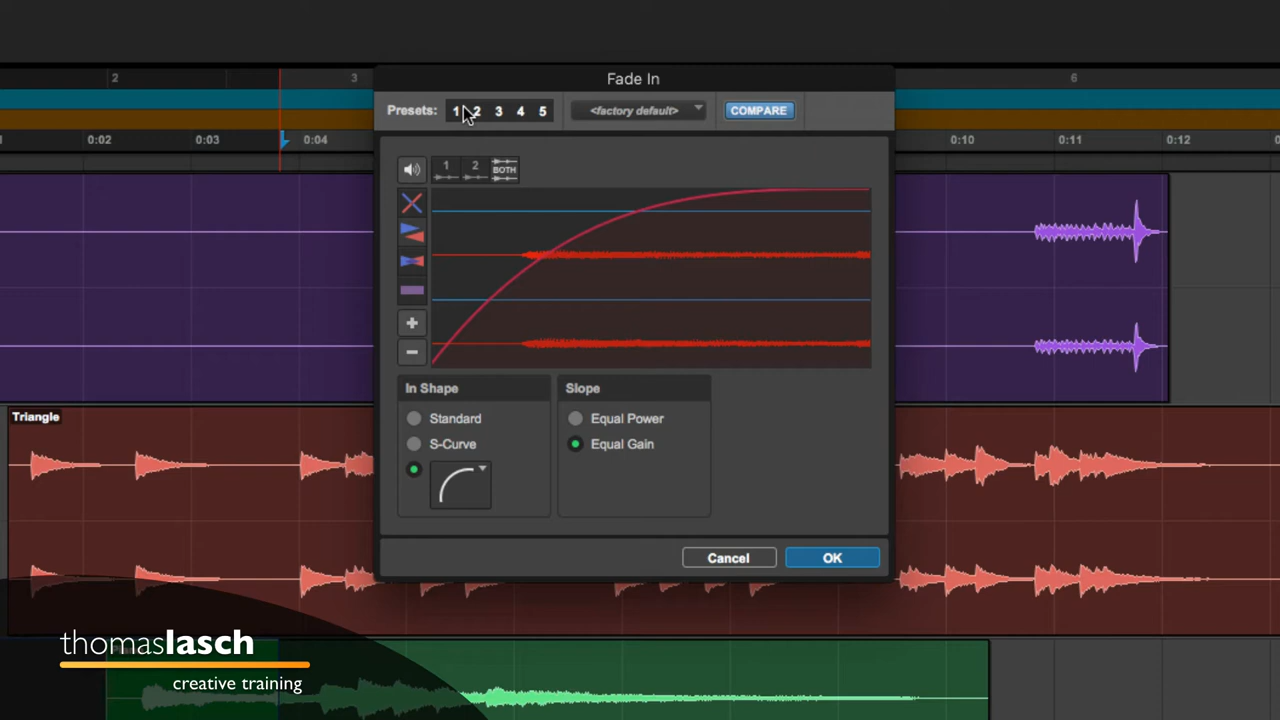 Fade In
2 3 6
Presets: 1 2 3 4 5 <factory default> COMPARE
0:02 0:03 0:04 0:10 0:11 0:12
1 2 BOTH
In Shape
Standard
S-Curve
Slope
Equal Power
Equal Gain
Triangle
Cancel OK
thomaslasch
creative training